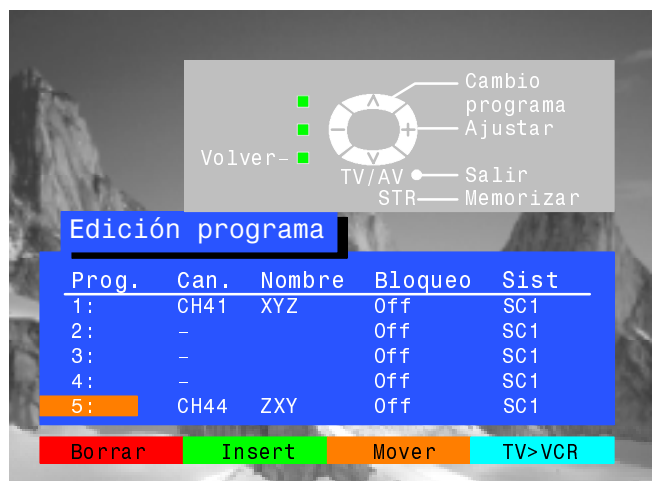 Cambio
programa
Ajustar
Volver–
TV/AV
Salir
STR
Memorizar
Edición programa
Prog. Can. Nombre Bloqueo Sist
1: CH41 XYZ Off SC1
2: – Off SC1
3: – Off SC1
4: – Off SC1
5: CH44 ZXY Off SC1
Borrar Insert Mover TV>VCR